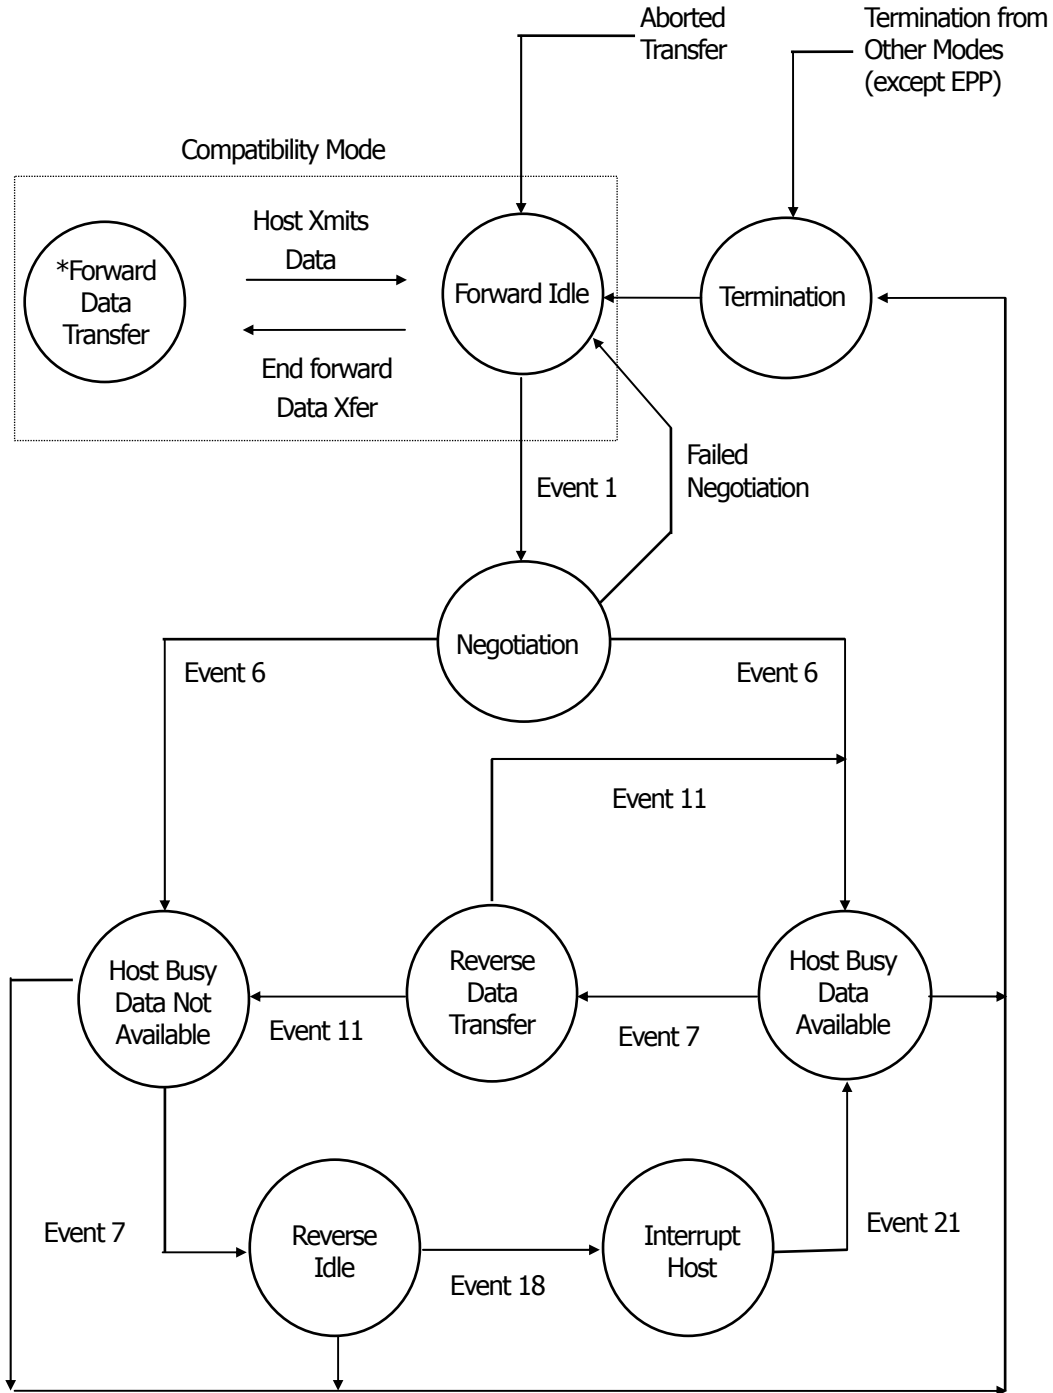 Aborted
Transfer
Termination from
Other Modes
(except EPP)
Compatibility Mode
Host Xmits
Data
*Forward
Data
Transfer
Forward Idle
Termination
End forward
Data Xfer
Failed
Negotiation
Event 1
Negotiation
Event 6
Event 6
Event 11
Host Busy
Data Not
Available
Reverse
Data
Transfer
Host Busy
Data
Available
Event 11
Event 7
Event 7
Reverse
Idle
Event 18
Interrupt
Host
Event 21